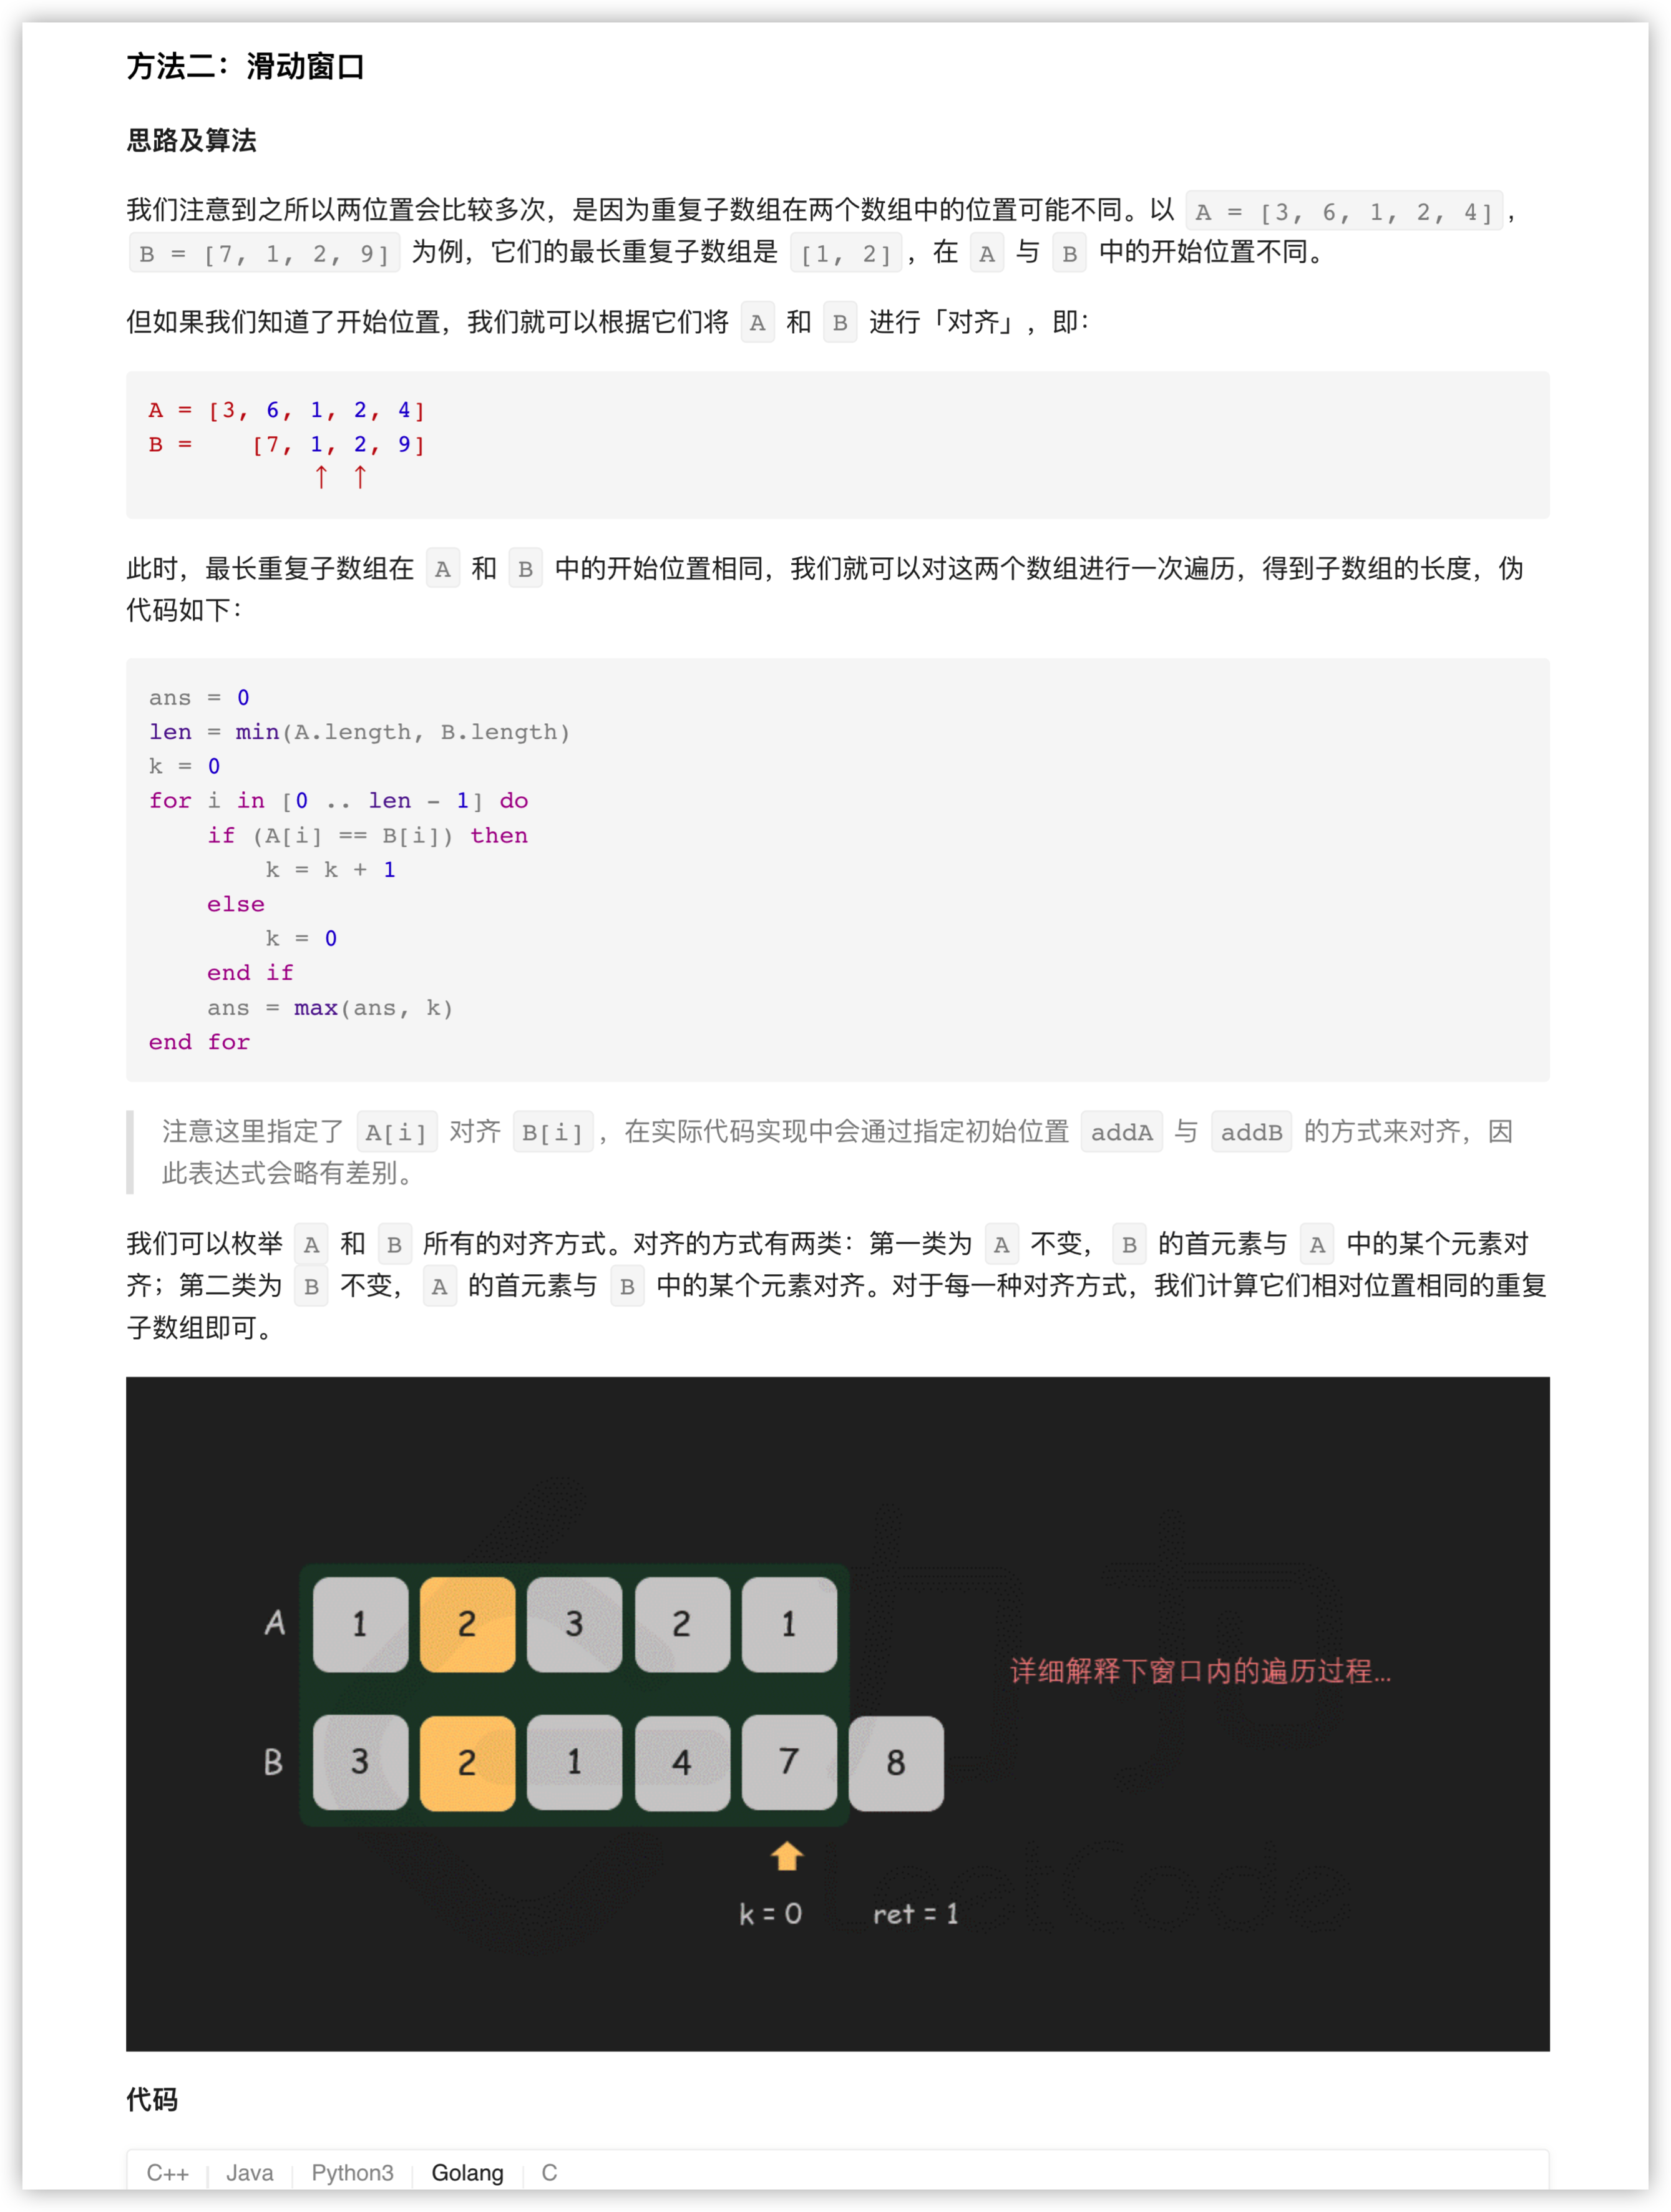 方法二：滑动窗口
思路及算法
我们注意到之所以两位置会比较多次，是因为重复子数组在两个数组中的位置可能不同。以 A = [3, 6, 1, 2, 4]，
B = [7, 1, 2, 9] 为例，它们的最长重复子数组是 [1, 2]，在 A 与 B 中的开始位置不同。
但如果我们知道了开始位置，我们就可以根据它们将 A 和 B 进行「对齐」，即：
A = [3, 6, 1, 2, 4]
B =    [7, 1, 2, 9]
           ↑  ↑
此时，最长重复子数组在 A 和 B 中的开始位置相同，我们就可以对这两个数组进行一次遍历，得到子数组的长度，伪
代码如下：
ans = 0
len = min(A.length, B.length)
k = 0
for i in [0 .. len - 1] do
    if (A[i] == B[i]) then
        k = k + 1
    else
        k = 0
    end if
    ans = max(ans, k)
end for
注意这里指定了 A[i] 对齐 B[i]，在实际代码实现中会通过指定初始位置 addA 与 addB 的方式来对齐，因
此表达式会略有差别。
我们可以枚举 A 和 B 所有的对齐方式。对齐的方式有两类：第一类为 A 不变，B 的首元素与 A 中的某个元素对
齐；第二类为 B 不变，A 的首元素与 B 中的某个元素对齐。对于每一种对齐方式，我们计算它们相对位置相同的重复
子数组即可。
A 1 2 3 2 1
详细解释下窗口内的遍历过程...
B 3 2 1 4 7 8
k = 0 ret = 1
力扣
LeetCode
代码
C++ Java Python3 Golang C